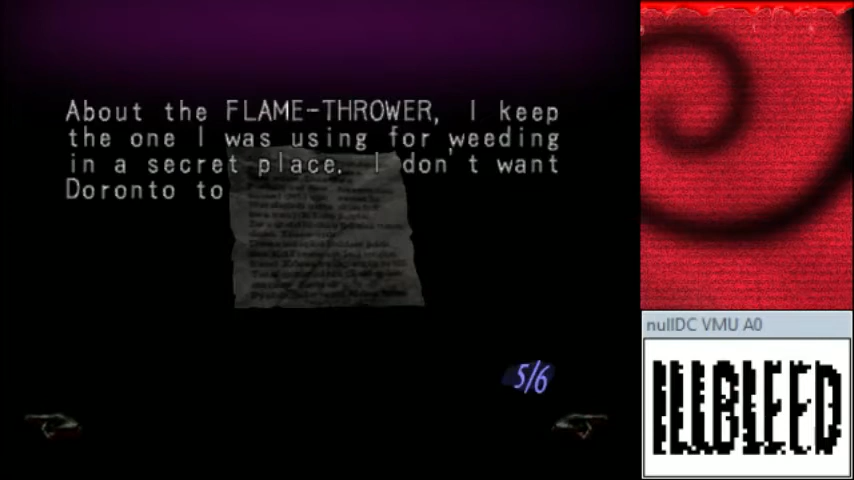 About the FLAME-THROWER, I keep
the one I was using for weeding
in a secret place. I don't want
Doronto to
5/6
nullDC VMU A0
ILLBLEED